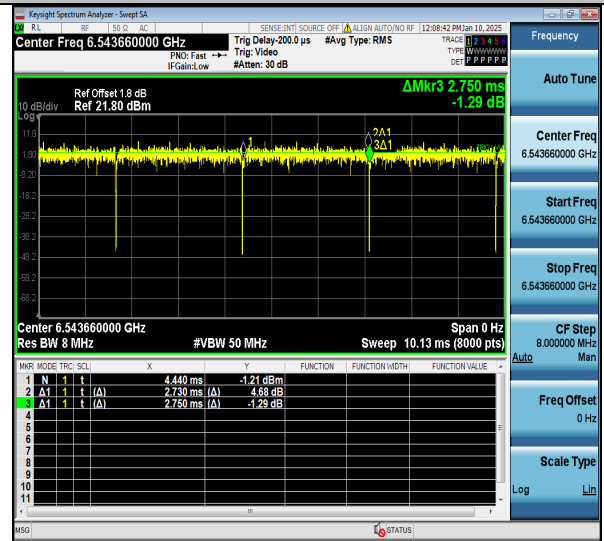 Keysight Spectrum Analyzer - Swept SA
RL RF 50 Ω AC SENSE:INT SOURCE OFF ALIGN AUTO/NO RF 12:08:42 PM Jan 10, 2025
Center Freq 6.543660000 GHz
PNO: Fast
IFGain:Low
Trig Delay-200.0 µs #Avg Type: RMS
Trig: Video
#Atten: 30 dB
TRACE 1 2 3 4 5 6
TYPE WWWWWW
DET P P P P P P
Ref Offset 1.8 dB
10 dB/div Ref 21.80 dBm
ΔMkr3 2.750 ms
-1.29 dB
Log
11.8
1.80
-8.20
-18.2
-28.2
-38.2
-48.2
-58.2
-68.2
1
2Δ1
3Δ1
Center 6.543660000 GHz Span 0 Hz
Res BW 8 MHz #VBW 50 MHz Sweep 10.13 ms (8000 pts)
MKR MODE TRC SCL X Y FUNCTION FUNCTION WIDTH FUNCTION VALUE
1 N 1 t 4.440 ms -1.21 dBm
2 Δ1 1 t (Δ) 2.730 ms (Δ) 4.68 dB
3 Δ1 1 t (Δ) 2.750 ms (Δ) -1.29 dB
4
5
6
7
8
9
10
11
MSG STATUS
Frequency
Auto Tune
Center Freq
6.543660000 GHz
Start Freq
6.543660000 GHz
Stop Freq
6.543660000 GHz
CF Step
8.000000 MHz
Auto Man
Freq Offset
0 Hz
Scale Type
Log Lin